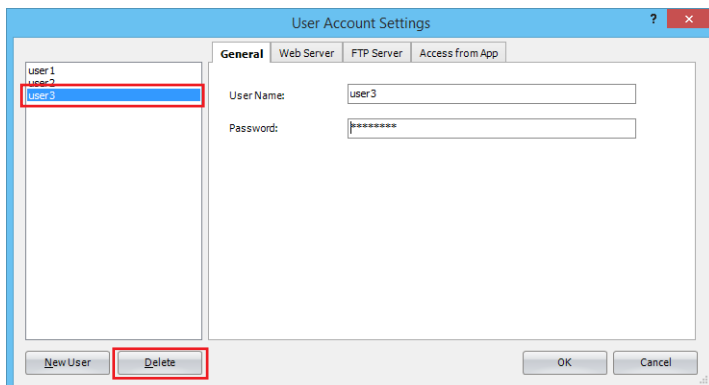 User Account Settings ? ×
General Web Server FTP Server Access from App
user1
user2
user3
User Name: user3
Password: ********
New User Delete OK Cancel